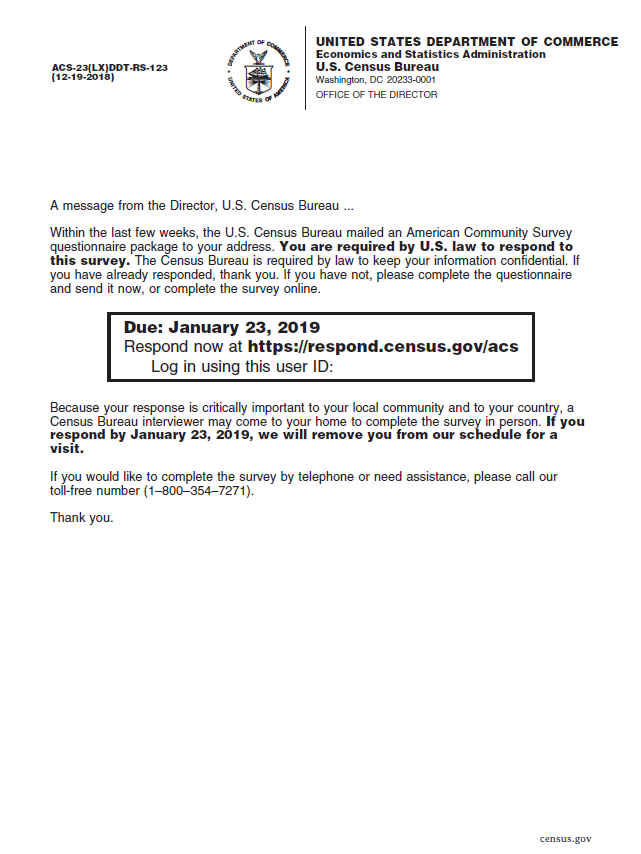 ACS-23(LX)DDT-RS-123
(12-19-2018)
DEPARTMENT OF COMMERCE
UNITED STATES OF AMERICA
UNITED STATES DEPARTMENT OF COMMERCE
Economics and Statistics Administration
U.S. Census Bureau
Washington, DC 20233-0001
OFFICE OF THE DIRECTOR
A message from the Director, U.S. Census Bureau ...
Within the last few weeks, the U.S. Census Bureau mailed an American Community Survey
questionnaire package to your address. You are required by U.S. law to respond to
this survey. The Census Bureau is required by law to keep your information confidential. If
you have already responded, thank you. If you have not, please complete the questionnaire
and send it now, or complete the survey online.
Due: January 23, 2019
Respond now at https://respond.census.gov/acs
Log in using this user ID:
Because your response is critically important to your local community and to your country, a
Census Bureau interviewer may come to your home to complete the survey in person. If you
respond by January 23, 2019, we will remove you from our schedule for a
visit.
If you would like to complete the survey by telephone or need assistance, please call our
toll-free number (1–800–354–7271).
Thank you.
census.gov